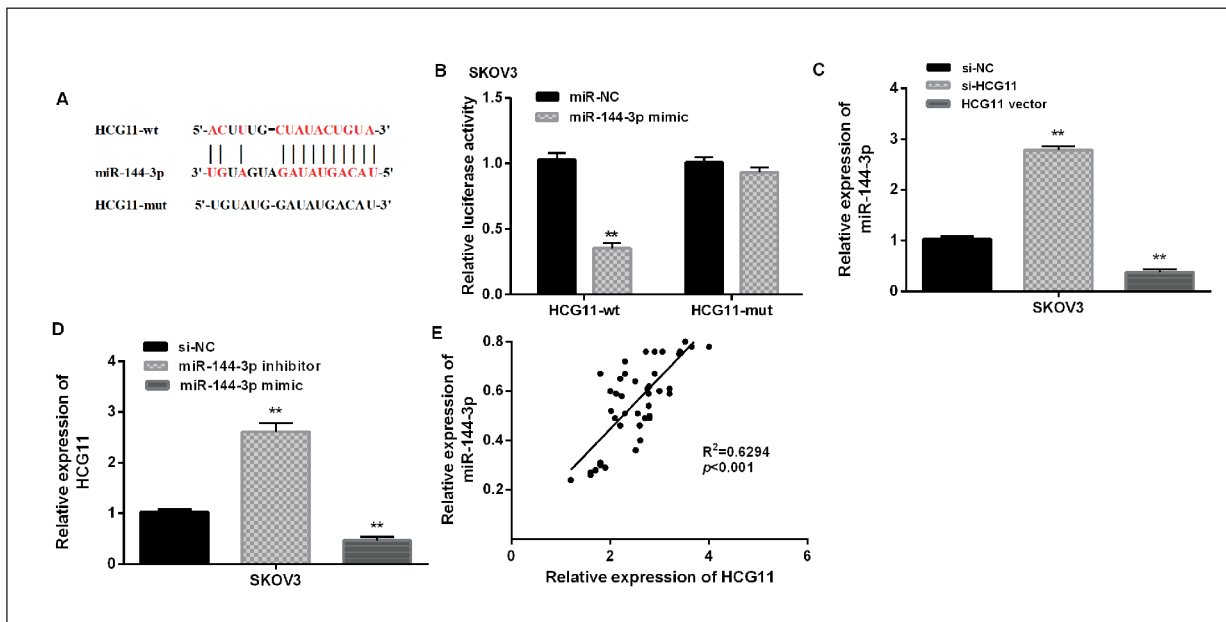 A
HCG11-wt 5'-ACUUUG-CUAUACUGUA-3'
miR-144-3p 3'-UGUAGUAGAUAUGACAU-5'
HCG11-mut 5'-UGUAUG-GAUAUGACAU-3'
B
SKOV3
miR-NC
miR-144-3p mimic
Relative luciferase activity
1.5
1.0
0.5
0.0
**
HCG11-wt HCG11-mut
C
si-NC
si-HCG11
HCG11 vector
Relative expression of
miR-144-3p
4
3
2
1
0
**
**
SKOV3
D
si-NC
miR-144-3p inhibitor
miR-144-3p mimic
Relative expression of
HCG11
4
3
2
1
0
**
**
SKOV3
E
Relative expression of
miR-144-3p
0.8
0.6
0.4
0.2
R²=0.6294
p<0.001
0 2 4 6
Relative expression of HCG11